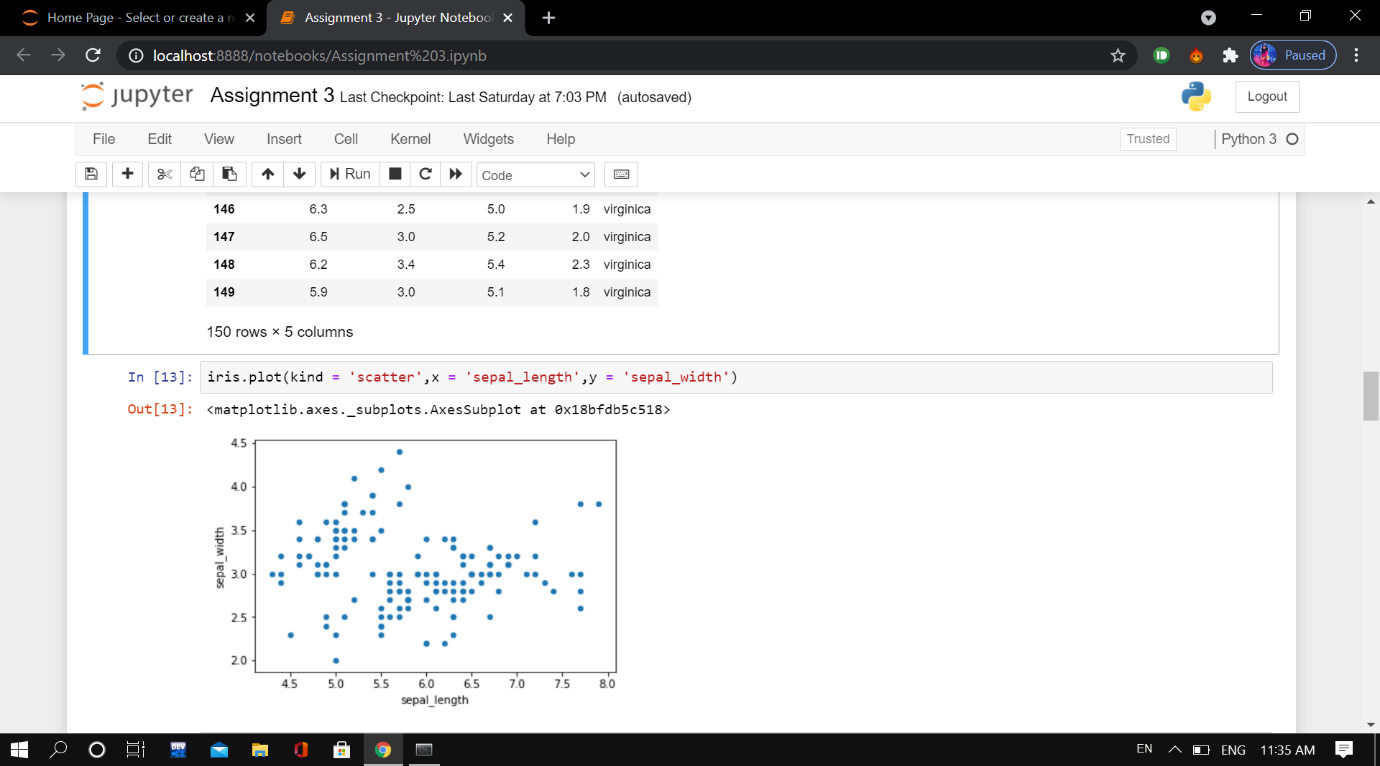 Home Page - Select or create a n
Assignment 3 - Jupyter Noteboo
localhost:8888/notebooks/Assignment%203.ipynb
ID
Paused
jupyter Assignment 3 Last Checkpoint: Last Saturday at 7:03 PM (autosaved)
Logout
File Edit View Insert Cell Kernel Widgets Help
Trusted
Python 3
Run
Code
146 6.3 2.5 5.0 1.9 virginica
147 6.5 3.0 5.2 2.0 virginica
148 6.2 3.4 5.4 2.3 virginica
149 5.9 3.0 5.1 1.8 virginica
150 rows × 5 columns
In [13]: iris.plot(kind = 'scatter',x = 'sepal_length',y = 'sepal_width')
Out[13]: <matplotlib.axes._subplots.AxesSubplot at 0x18bfdb5c518>
4.5
4.0
3.5
3.0
2.5
2.0
sepal_width
4.5 5.0 5.5 6.0 6.5 7.0 7.5 8.0
sepal_length
DEV
EN
ENG
11:35 AM